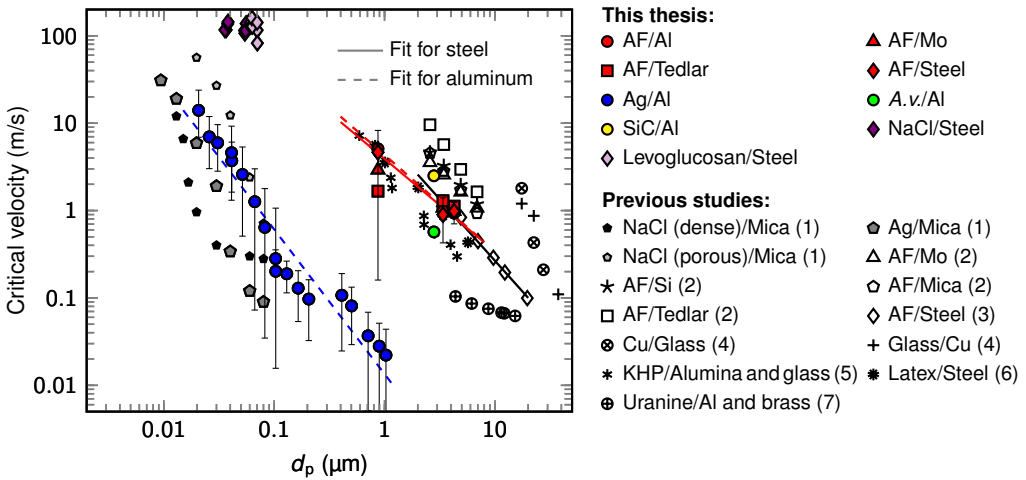 Critical velocity (m/s)
100
10
1
0.1
0.01
0.01
0.1
1
10
dp (µm)
Fit for steel
Fit for aluminum
This thesis:
AF/Al
AF/Mo
AF/Tedlar
AF/Steel
Ag/Al
A.v./Al
SiC/Al
NaCl/Steel
Levoglucosan/Steel
Previous studies:
NaCl (dense)/Mica (1)
Ag/Mica (1)
NaCl (porous)/Mica (1)
AF/Mo (2)
AF/Si (2)
AF/Mica (2)
AF/Tedlar (2)
AF/Steel (3)
Cu/Glass (4)
Glass/Cu (4)
KHP/Alumina and glass (5)
Latex/Steel (6)
Uranine/Al and brass (7)